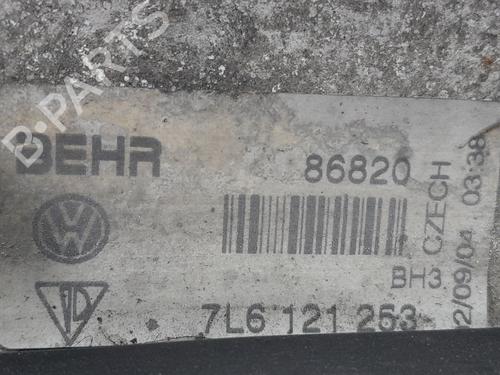 B-PARTS
BEHR
86820
BH3.
CZECH
03:38
2/09/04
7L6 121 253